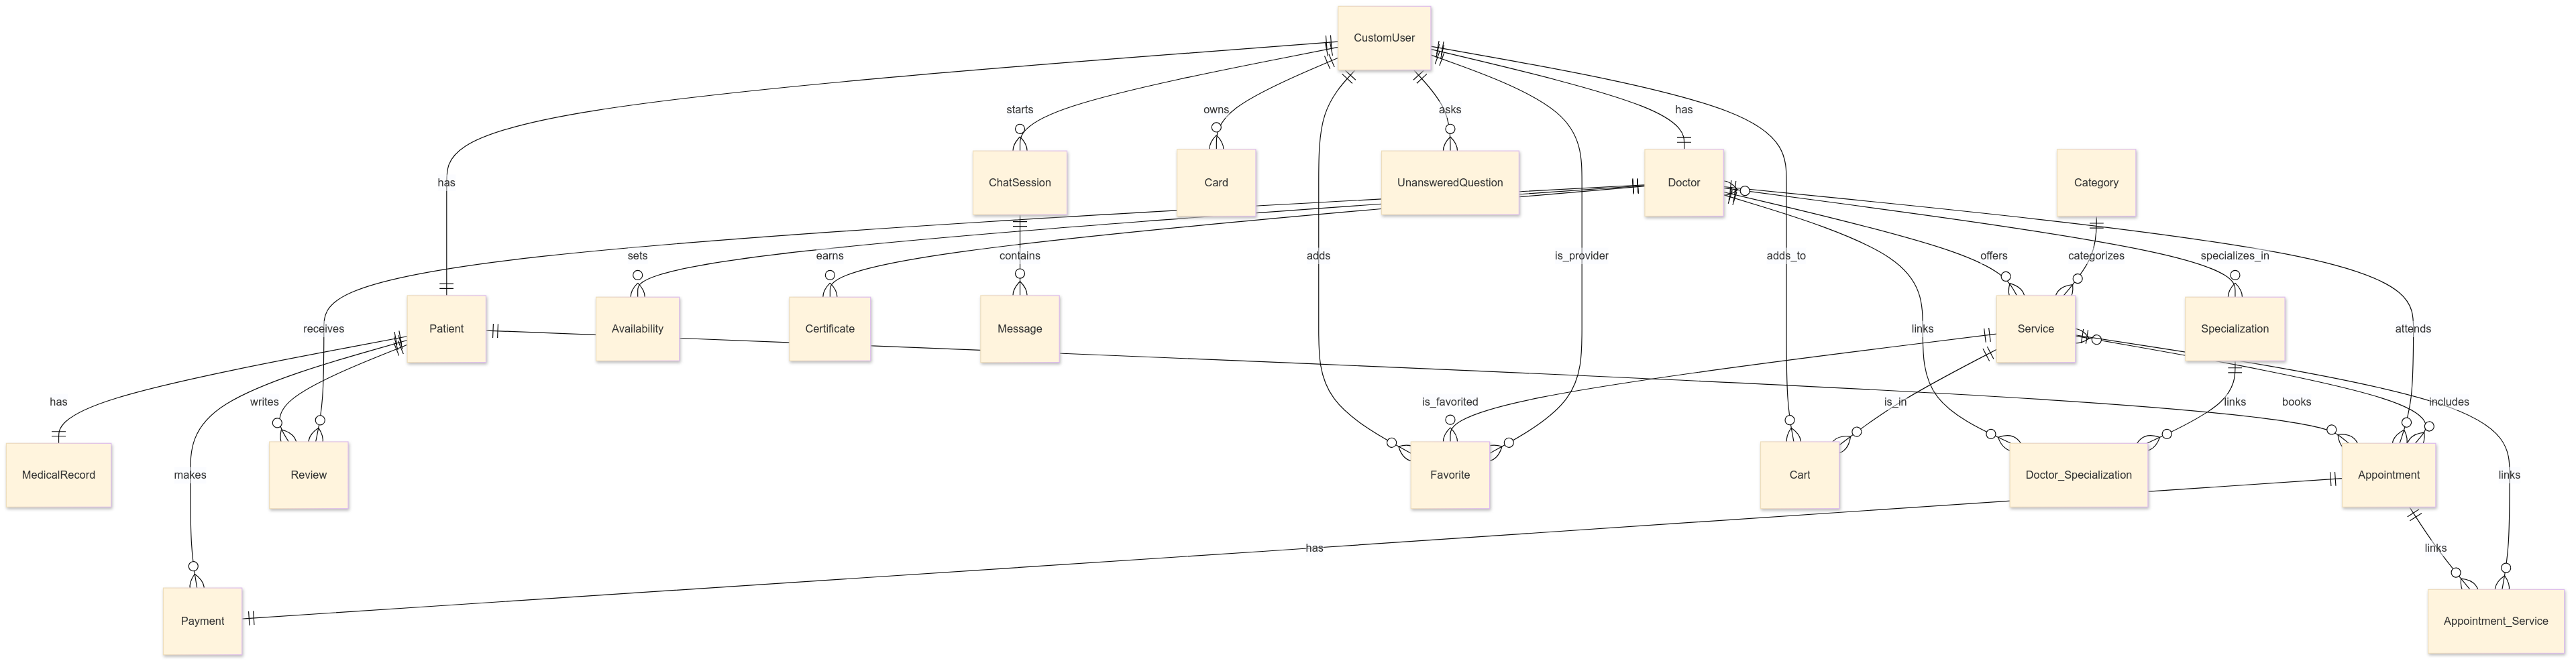 CustomUser
starts
owns
asks
has
has
ChatSession
Card
UnansweredQuestion
Doctor
Category
sets
earns
contains
adds
is_provider
adds_to
offers
categorizes
specializes_in
receives
Patient
Availability
Certificate
Message
links
Service
Specialization
attends
has
writes
is_favorited
is_in
links
books
includes
MedicalRecord
makes
Review
Favorite
Cart
Doctor_Specialization
Appointment
links
has
links
Payment
Appointment_Service